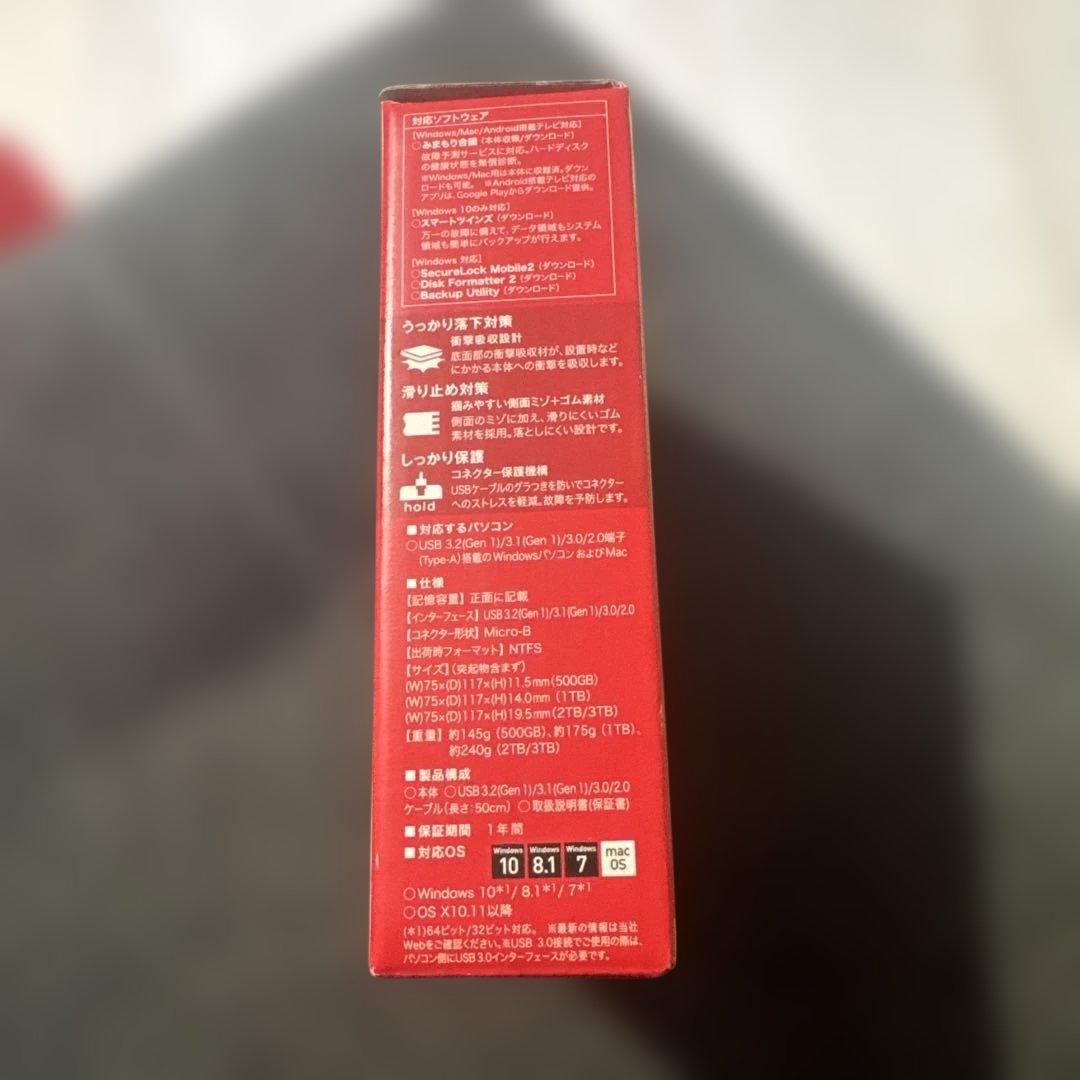 対応ソフトウェア
[Windows/Mac/Android搭載テレビ対応]
○みまもり合図 (本体収録/ダウンロード)
故障予測サービスに対応。ハードディスク
の健康状態を無償診断。
※Windows/Mac用は本体に収録済。ダウン
ロードも可能。 ※Android搭載テレビ対応の
アプリは、Google Playからダウンロード提供。
[Windows 10のみ対応]
○スマートツインズ (ダウンロード)
万一の故障に備えて、データ領域もシステム
領域も簡単にバックアップが行えます。
[Windows 対応]
○SecureLock Mobile2 (ダウンロード)
○Disk Formatter 2 (ダウンロード)
○Backup Utility (ダウンロード)
うっかり落下対策
衝撃吸収設計
底面部の衝撃吸収材が、設置時など
にかかる本体への衝撃を吸収します。
滑り止め対策
掴みやすい側面ミゾ+ゴム素材
側面のミゾに加え、滑りにくいゴム
素材を採用。落としにくい設計です。
しっかり保護
コネクター保護機構
USBケーブルのグラつきを防いでコネクター
へのストレスを軽減。故障を予防します。
hold
■対応するパソコン
○USB 3.2(Gen 1)/3.1(Gen 1)/3.0/2.0端子
(Type-A)搭載のWindowsパソコン およびMac
■仕様
【記憶容量】正面に記載
【インターフェース】USB 3.2(Gen 1)/3.1(Gen 1)/3.0/2.0
【コネクター形状】Micro-B
【出荷時フォーマット】NTFS
【サイズ】(突起物含まず)
(W)75×(D)117×(H)11.5mm(500GB)
(W)75×(D)117×(H)14.0mm (1TB)
(W)75×(D)117×(H)19.5mm(2TB/3TB)
【重量】約145g (500GB)、約175g (1TB)、
約240g (2TB/3TB)
■製品構成
○本体 ○USB 3.2(Gen 1)/3.1(Gen 1)/3.0/2.0
ケーブル(長さ:50cm) ○取扱説明書(保証書)
■保証期間 1年間
■対応OS Windows 10 Windows 8.1 Windows 7 mac OS
○Windows 10*1/ 8.1*1/ 7*1
○OS X10.11以降
(*1)64ビット/32ビット対応。 ※最新の情報は当社
Webをご確認ください。※USB 3.0接続でご使用の際は、
パソコン側にUSB 3.0インターフェースが必要です。